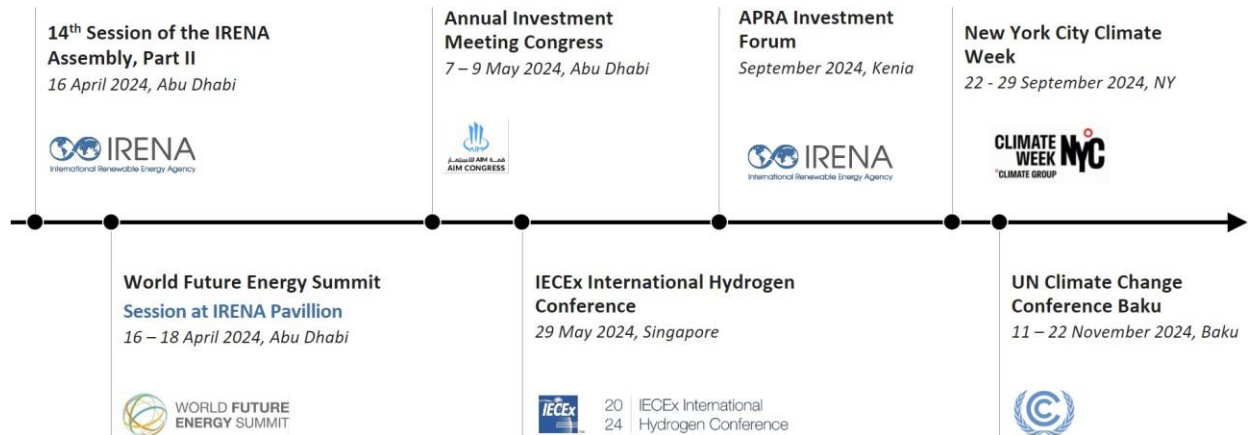 14th Session of the IRENA
Assembly, Part II
16 April 2024, Abu Dhabi
IRENA
International Renewable Energy Agency
Annual Investment
Meeting Congress
7 – 9 May 2024, Abu Dhabi
AIM
قمة AIM للاستثمار
AIM CONGRESS
APRA Investment
Forum
September 2024, Kenia
IRENA
International Renewable Energy Agency
New York City Climate
Week
22 - 29 September 2024, NY
CLIMATE
WEEK NYC
°CLIMATE GROUP
World Future Energy Summit
Session at IRENA Pavillion
16 – 18 April 2024, Abu Dhabi
WORLD FUTURE
ENERGY SUMMIT
IECEx International Hydrogen
Conference
29 May 2024, Singapore
IECEx
20 IECEx International
24 Hydrogen Conference
UN Climate Change
Conference Baku
11 – 22 November 2024, Baku